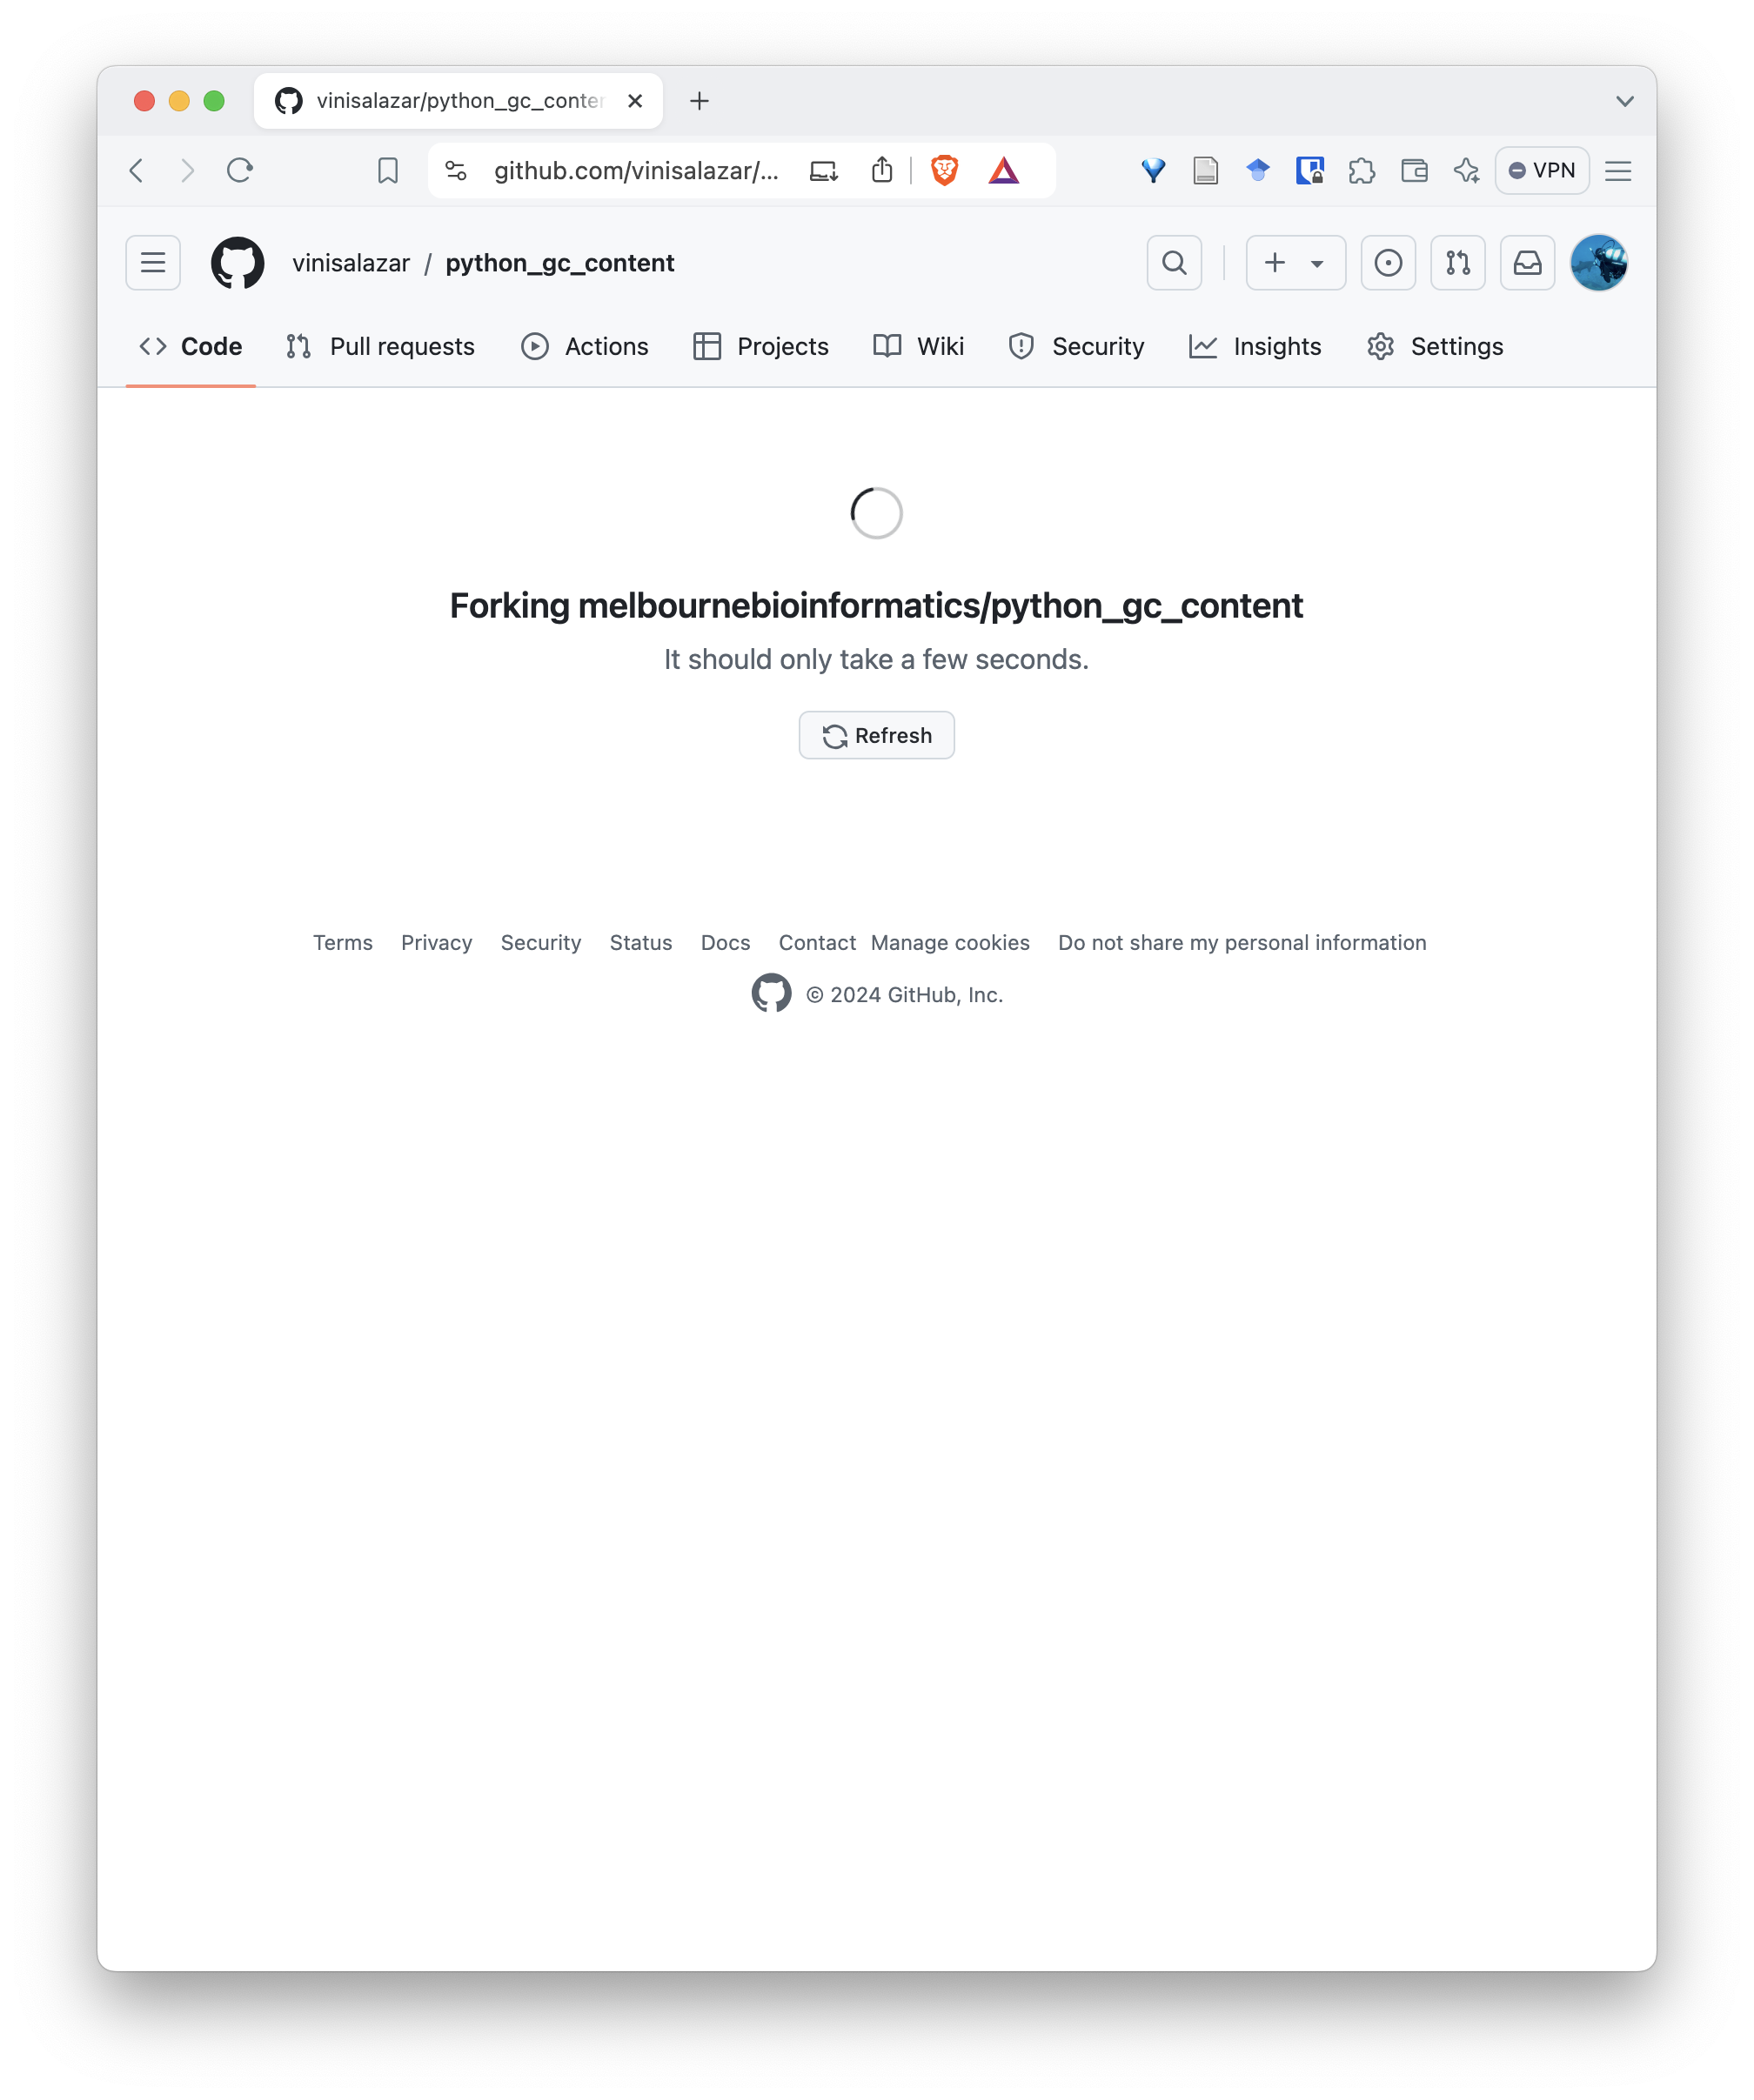 vinisalazar/python_gc_conten
github.com/vinisalazar/...
VPN
vinisalazar / python_gc_content
Code Pull requests Actions Projects Wiki Security Insights Settings
Forking melbournebioinformatics/python_gc_content
It should only take a few seconds.
Refresh
Terms Privacy Security Status Docs Contact Manage cookies Do not share my personal information
© 2024 GitHub, Inc.